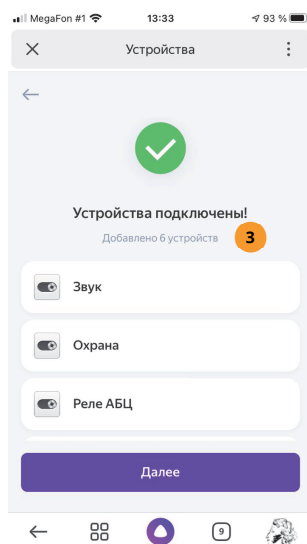 MegaFon #1
13:33
93 %
Устройства
Устройства подключены!
Добавлено 6 устройств
3
Звук
Охрана
Реле АБЦ
Далее
9